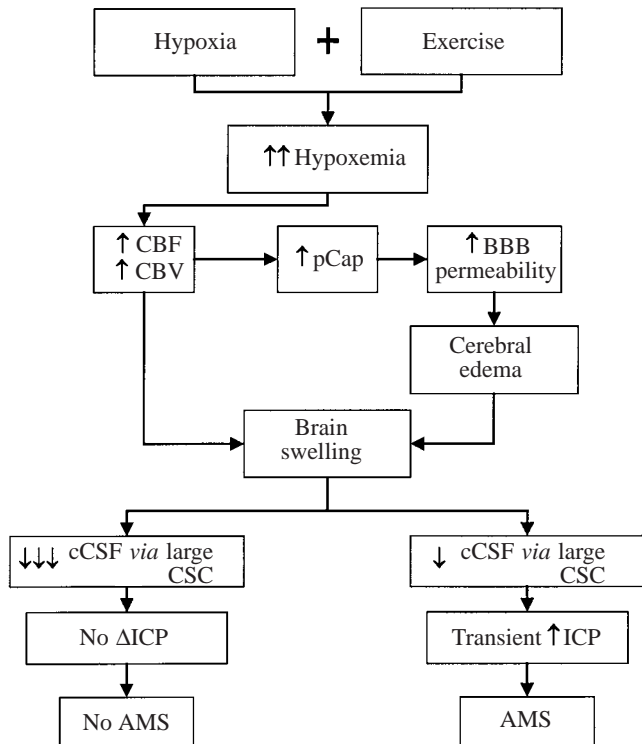 Hypoxia + Exercise
↑↑ Hypoxemia
↑ CBF
↑ CBV
↑ pCap
↑ BBB
permeability
Cerebral
edema
Brain
swelling
↓↓↓ cCSF via large
CSC
↓ cCSF via large
CSC
No ΔICP
Transient ↑ ICP
No AMS
AMS